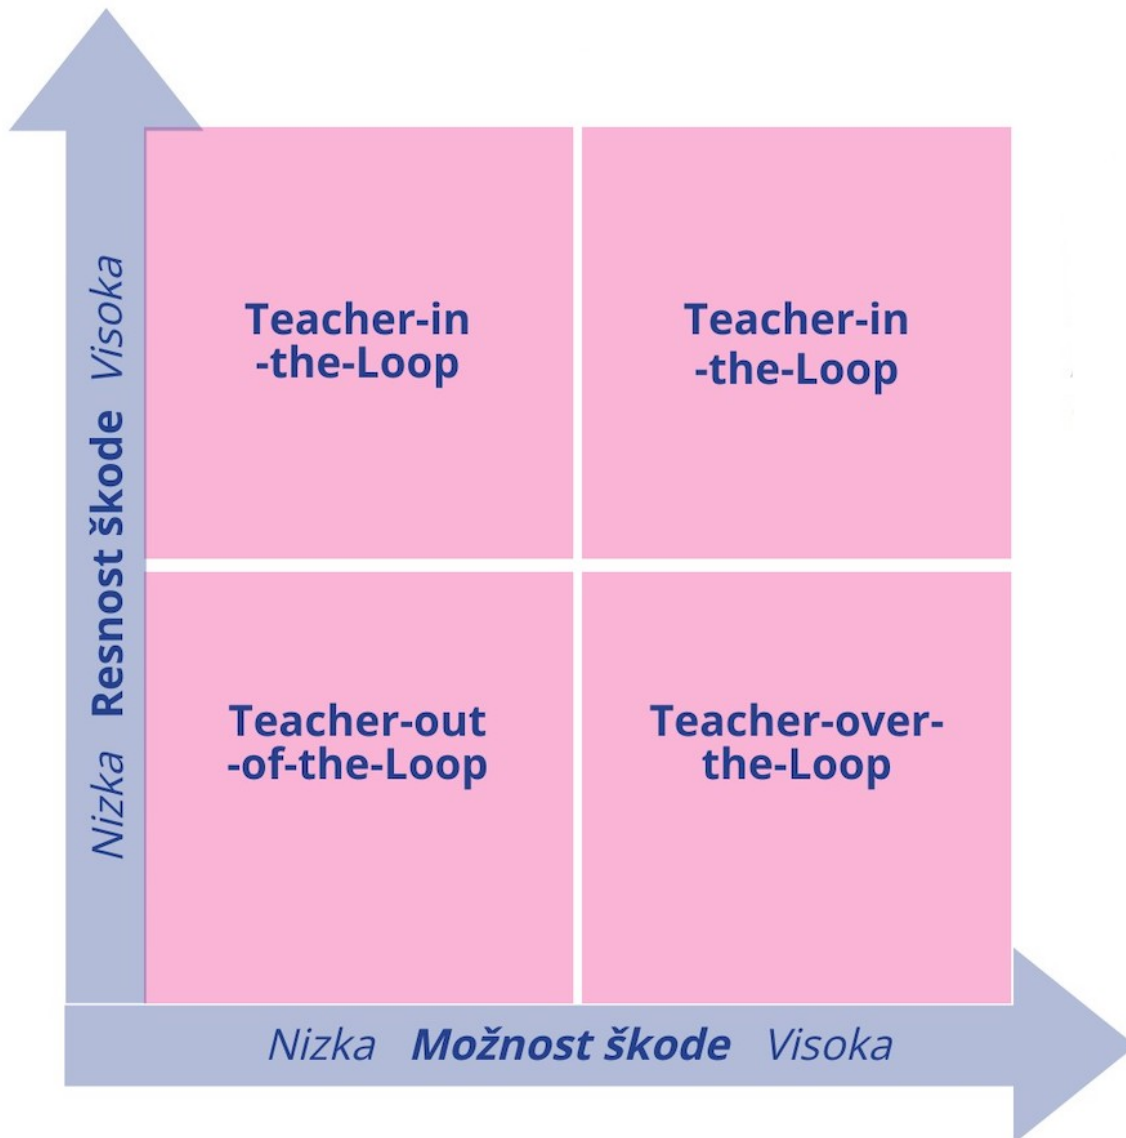 Teacher-in
-the-Loop
Teacher-in
-the-Loop
Teacher-out
-of-the-Loop
Teacher-over-
the-Loop
Nizka Resnost škode Visoka
Nizka Možnost škode Visoka